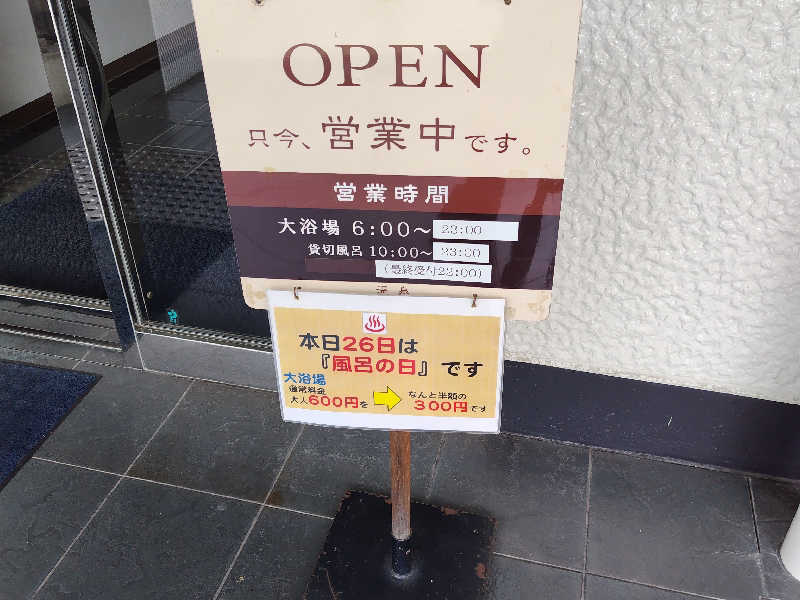 OPEN
只今、営業中です。
営業時間
大浴場 6:00～ 23:00
貸切風呂 10:00～ 23:00
(最終受付22:00)
本日26日は
『風呂の日』です
大浴場
通常料金
大人600円を
なんと半額の
300円です